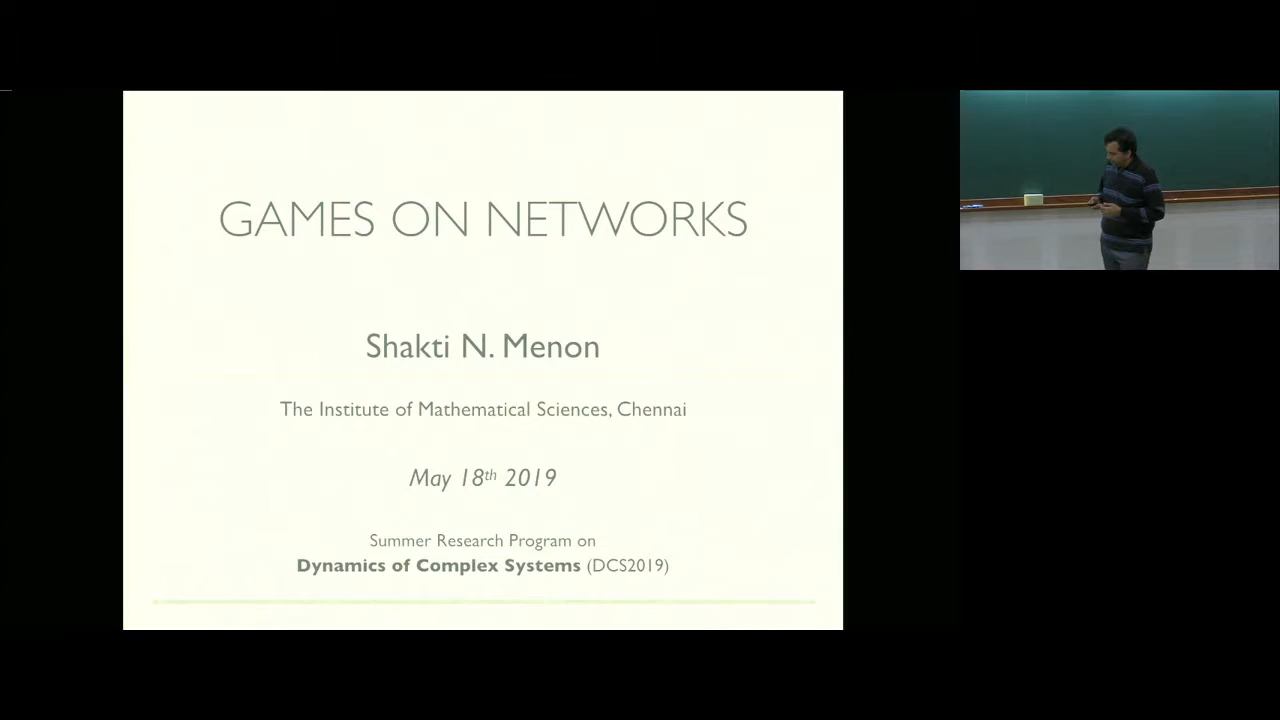 GAMES ON NETWORKS
Shakti N. Menon
The Institute of Mathematical Sciences, Chennai
May 18th 2019
Summer Research Program on
Dynamics of Complex Systems (DCS2019)